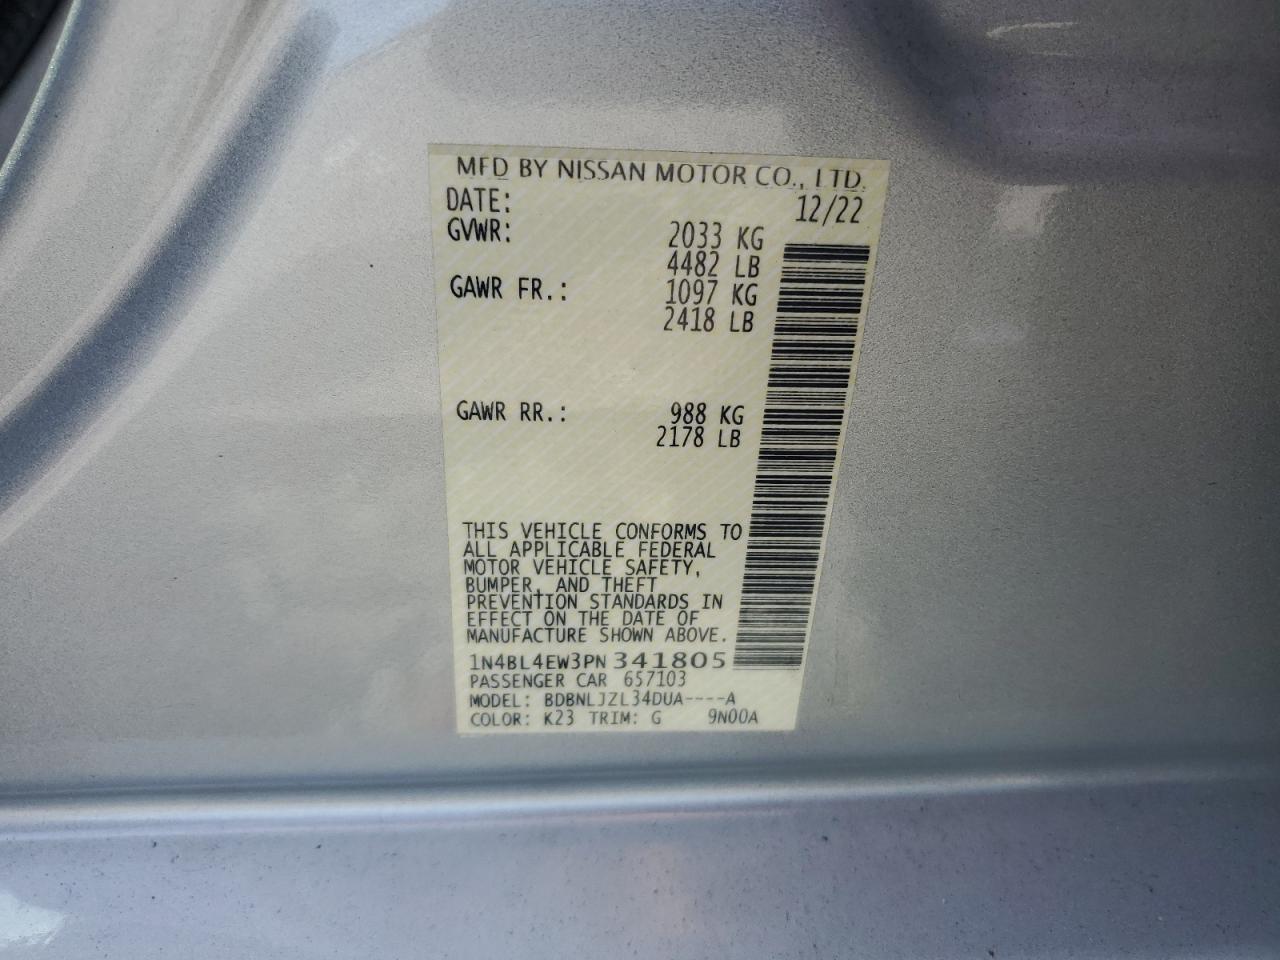 MFD BY NISSAN MOTOR CO., LTD.
DATE: 12/22
GVWR: 2033 KG
4482 LB
GAWR FR.: 1097 KG
2418 LB
GAWR RR.: 988 KG
2178 LB
THIS VEHICLE CONFORMS TO
ALL APPLICABLE FEDERAL
MOTOR VEHICLE SAFETY,
BUMPER, AND THEFT
PREVENTION STANDARDS IN
EFFECT ON THE DATE OF
MANUFACTURE SHOWN ABOVE.
1N4BL4EW3PN341805
PASSENGER CAR 657103
MODEL: BDBNLJZL34DUA----A
COLOR: K23 TRIM: G 9N00A